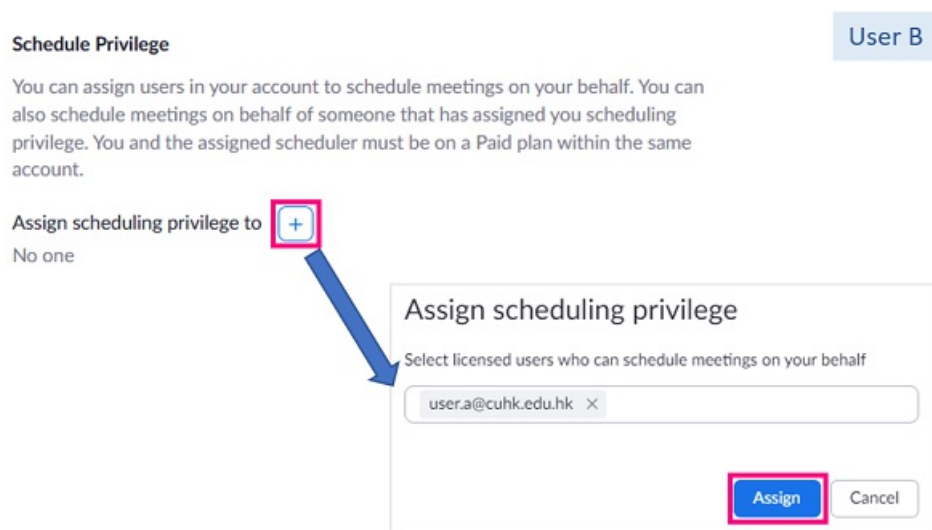 User B
Schedule Privilege
You can assign users in your account to schedule meetings on your behalf. You can
also schedule meetings on behalf of someone that has assigned you scheduling
privilege. You and the assigned scheduler must be on a Paid plan within the same
account.
Assign scheduling privilege to +
No one
Assign scheduling privilege
Select licensed users who can schedule meetings on your behalf
user.a@cuhk.edu.hk ×
Assign Cancel